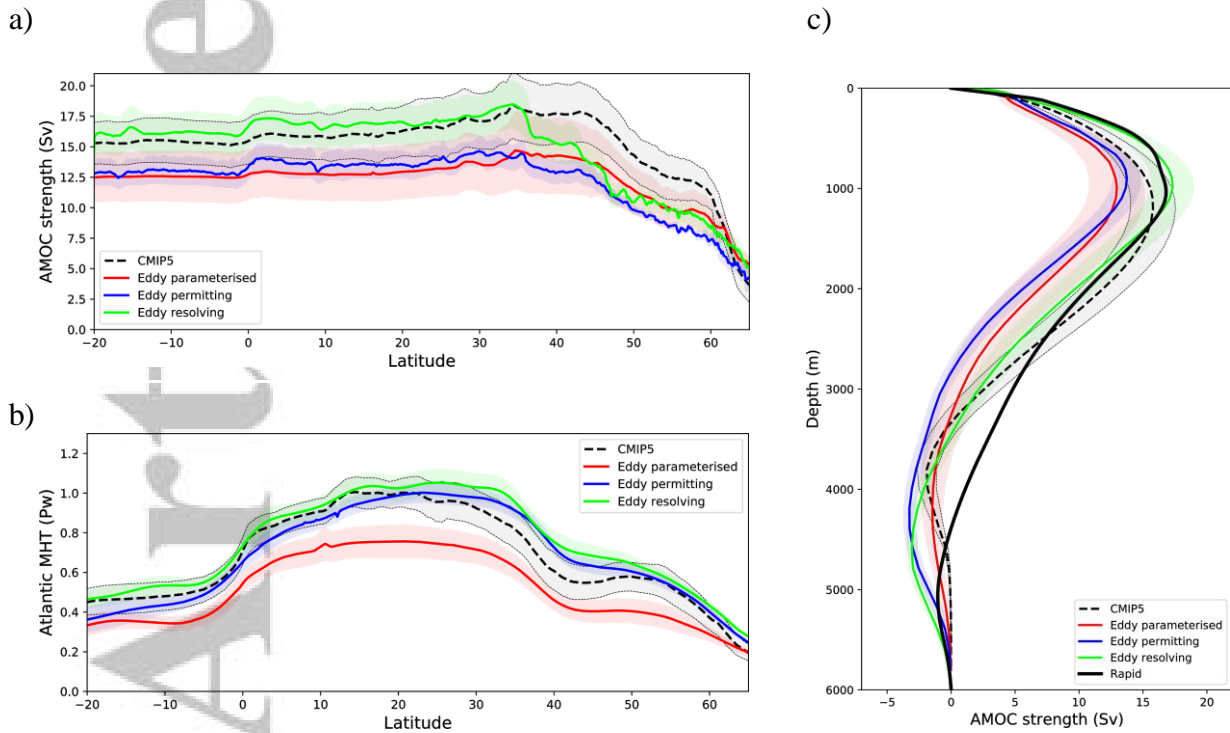 a)
20.0
17.5
15.0
12.5
10.0
7.5
5.0
2.5
0.0
AMOC strength (Sv)
CMIP5
Eddy parameterised
Eddy permitting
Eddy resolving
−20 −10 0 10 20 30 40 50 60
Latitude
b)
1.2
1.0
0.8
0.6
0.4
0.2
0.0
Atlantic MHT (Pw)
CMIP5
Eddy parameterised
Eddy permitting
Eddy resolving
−20 −10 0 10 20 30 40 50 60
Latitude
c)
0
1000
2000
3000
4000
5000
6000
Depth (m)
CMIP5
Eddy parameterised
Eddy permitting
Eddy resolving
Rapid
−5 0 5 10 15 20
AMOC strength (Sv)
Arte